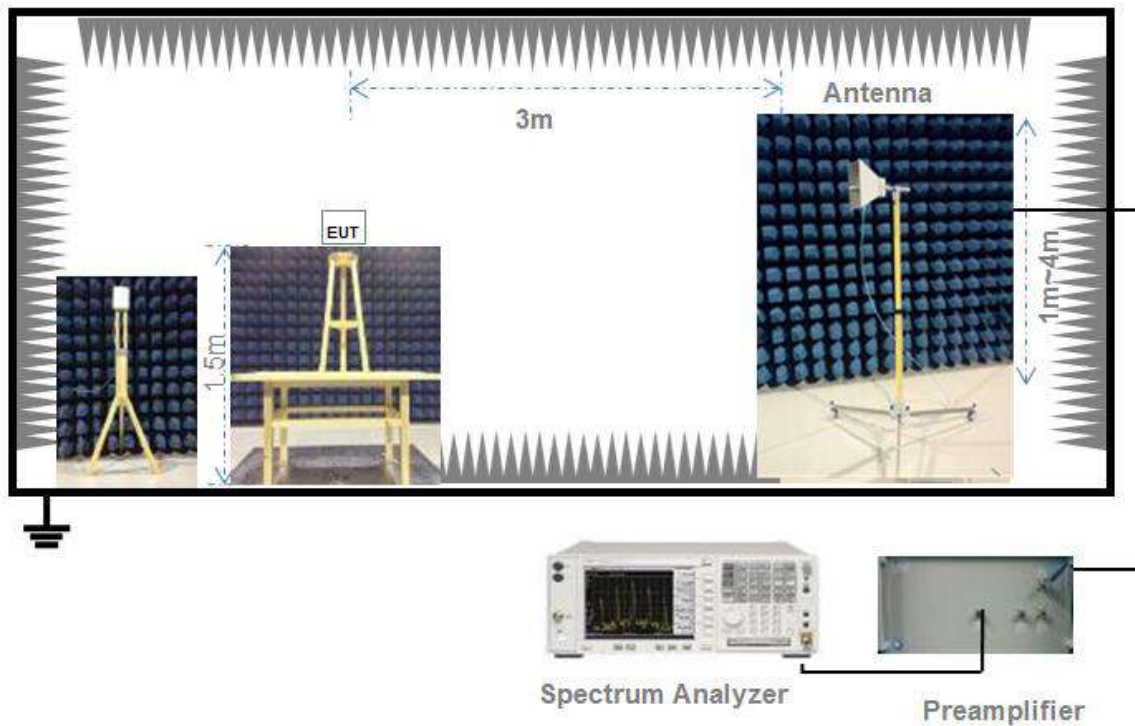 Antenna
3m
EUT
1.5m
1m~4m
Spectrum Analyzer
Preamplifier